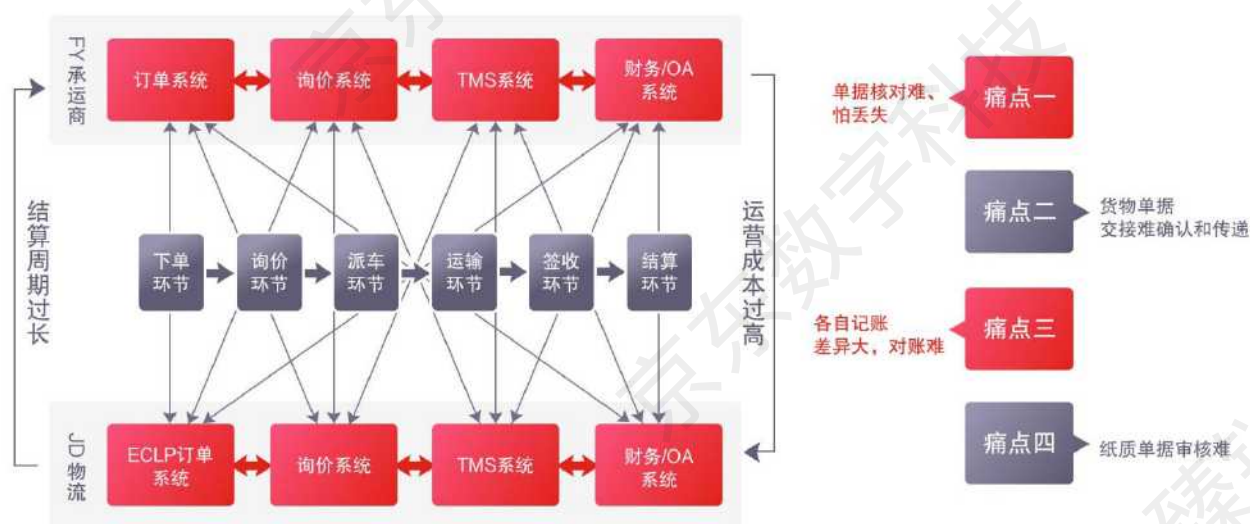 FY承运商
订单系统
询价系统
TMS系统
财务/OA
系统
结算周期过长
下单
环节
询价
环节
派车
环节
运输
环节
签收
环节
结算
环节
运营成本过高
JD物流
ECLP订单
系统
询价系统
TMS系统
财务/OA
系统
单据核对难、
怕丢失
痛点一
痛点二
货物单据
交接难确认和传递
各自记账
差异大，对账难
痛点三
痛点四
纸质单据审核难
京东数字科技